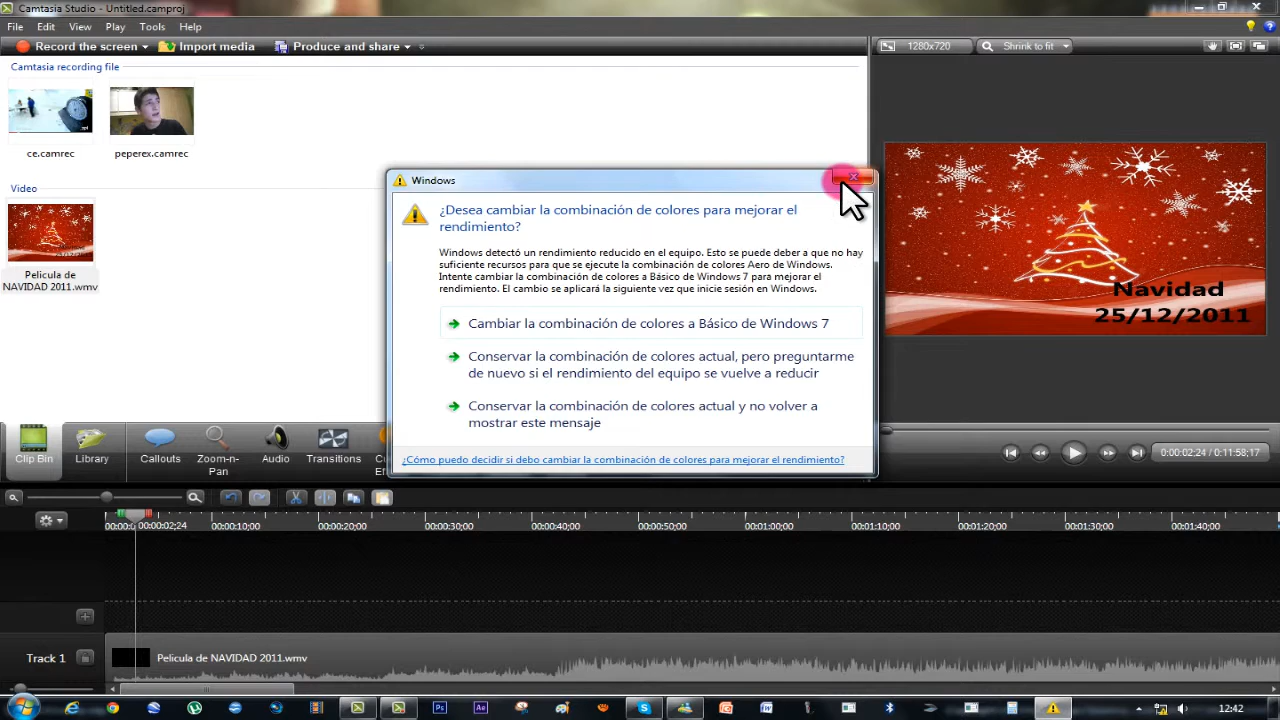 Camtasia Studio - Untitled.camproj
File Edit View Play Tools Help
Record the screen Import media Produce and share 1280x720 Shrink to fit
Camtasia recording file
ce.camrec peperex.camrec
Video
Pelicula de
NAVIDAD 2011.wmv
Windows
¿Desea cambiar la combinación de colores para mejorar el
rendimiento?
Windows detectó un rendimiento reducido en el equipo. Esto se puede deber a que no hay
suficiente recursos para que se ejecute la combinación de colores Aero de Windows.
Intente cambiar la combinación de colores a Básico de Windows 7 para mejorar el
rendimiento. El cambio se aplicará la siguiente vez que inicie sesión en Windows.
Cambiar la combinación de colores a Básico de Windows 7
Conservar la combinación de colores actual, pero preguntarme
de nuevo si el rendimiento del equipo se vuelve a reducir
Conservar la combinación de colores actual y no volver a
mostrar este mensaje
¿Cómo puedo decidir si debo cambiar la combinación de colores para mejorar el rendimiento?
Navidad
25/12/2011
Clip Bin Library Callouts Zoom-n-
Pan Audio Transitions
0:00:02;24 / 0:11:58;17
00:00:02;24 00:00:10;00 00:00:20;00 00:00:30;00 00:00:40;00 00:00:50;00 00:01:00;00 00:01:10;00 00:01:20;00 00:01:30;00 00:01:40;00
Track 1 Pelicula de NAVIDAD 2011.wmv
Ps Ae 12:42